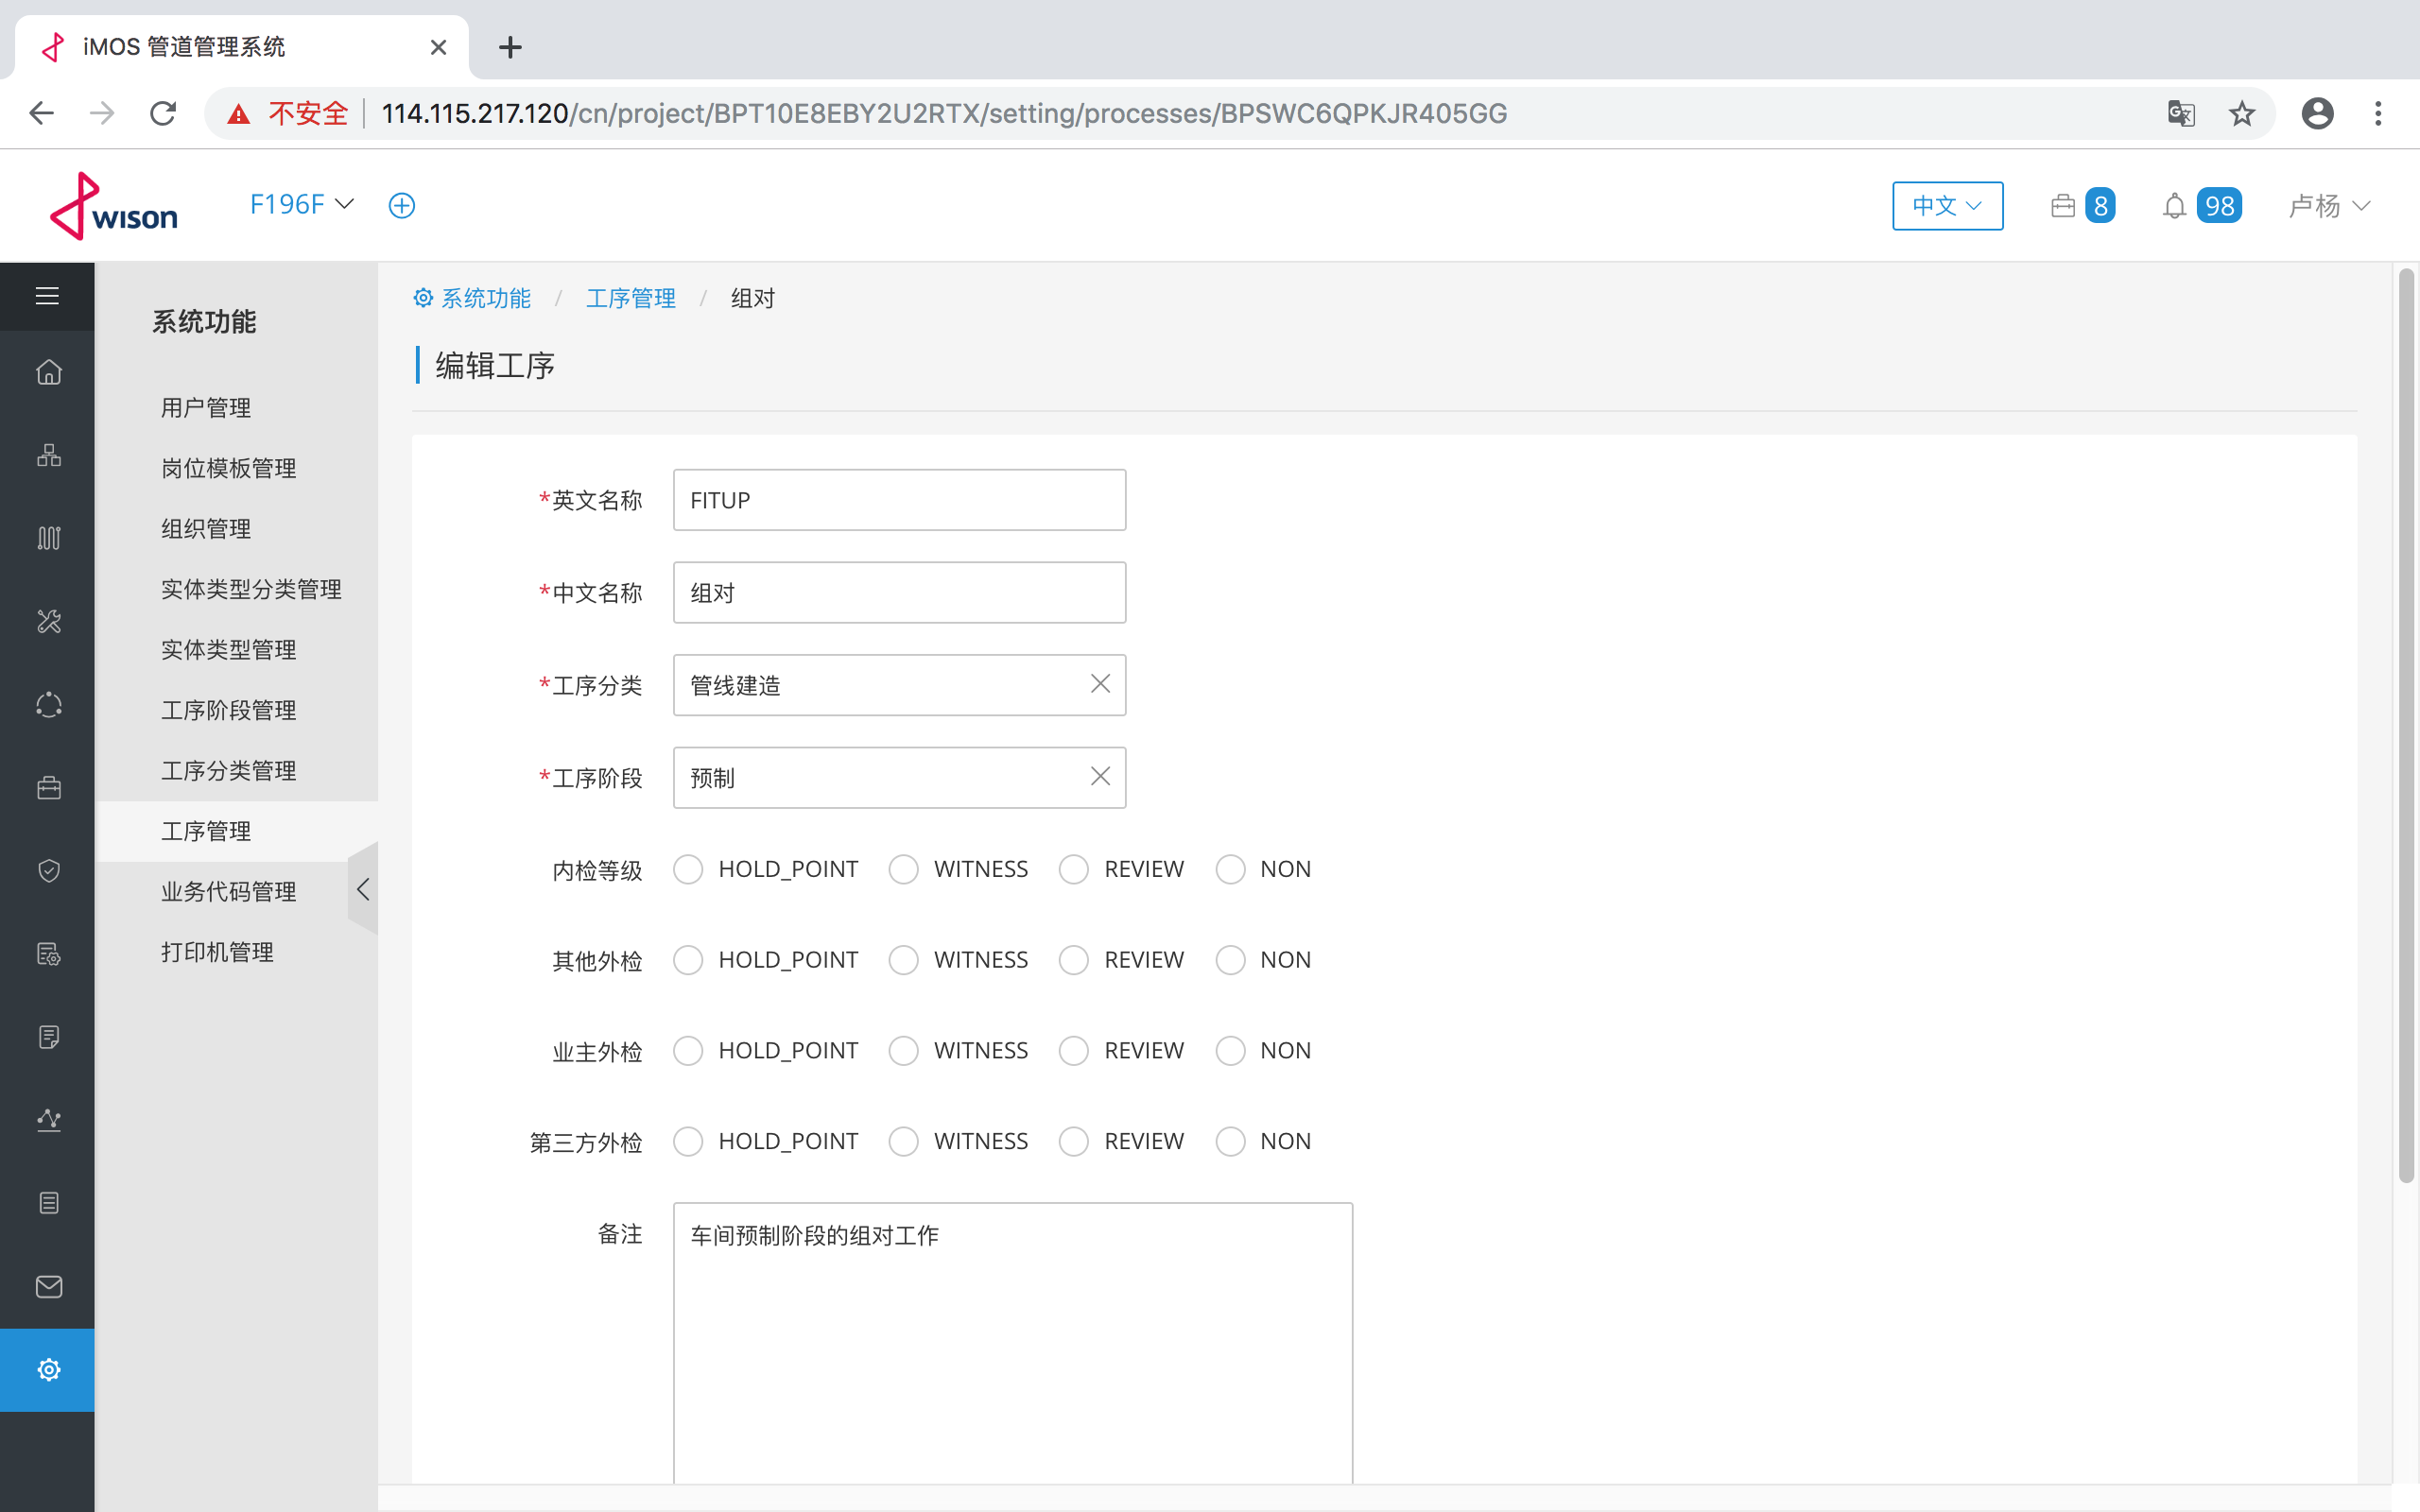 iMOS 管道管理系统
不安全 114.115.217.120/cn/project/BPT10E8EBY2U2RTX/setting/processes/BPSWC6QPKJR405GG
wison
F196F
中文
8
98
卢杨
系统功能
用户管理
岗位模板管理
组织管理
实体类型分类管理
实体类型管理
工序阶段管理
工序分类管理
工序管理
业务代码管理
打印机管理
系统功能 / 工序管理 / 组对
编辑工序
*英文名称 FITUP
*中文名称 组对
*工序分类 管线建造
*工序阶段 预制
内检等级 HOLD_POINT WITNESS REVIEW NON
其他外检 HOLD_POINT WITNESS REVIEW NON
业主外检 HOLD_POINT WITNESS REVIEW NON
第三方外检 HOLD_POINT WITNESS REVIEW NON
备注 车间预制阶段的组对工作